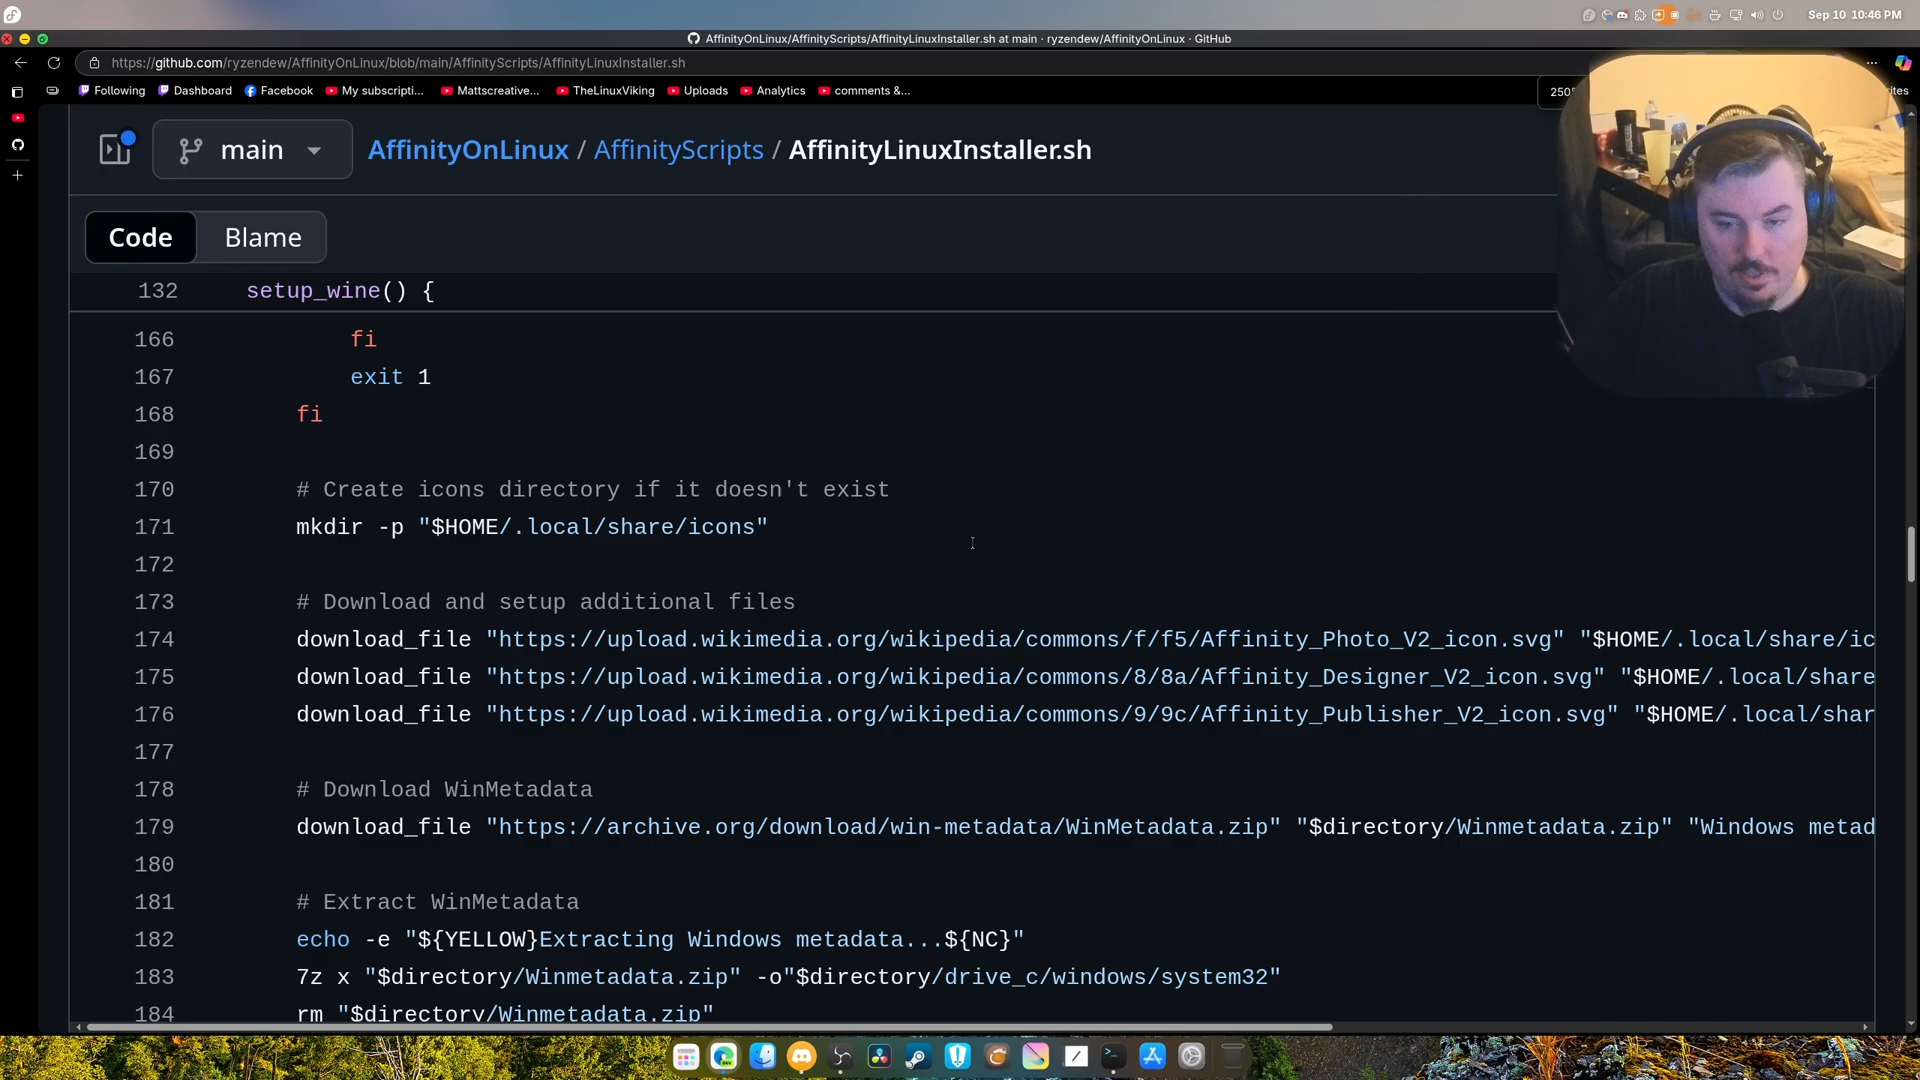 Sep 10 10:46 PM
AffinityOnLinux/AffinityScripts/AffinityLinuxInstaller.sh at main · ryzendew/AffinityOnLinux · GitHub
https://github.com/ryzendew/AffinityOnLinux/blob/main/AffinityScripts/AffinityLinuxInstaller.sh
Following Dashboard Facebook My subscripti... Mattscreative... TheLinuxViking Uploads Analytics comments &...
main AffinityOnLinux / AffinityScripts / AffinityLinuxInstaller.sh
Code Blame
132 setup_wine() {
166 fi
167 exit 1
168 fi
169
170 # Create icons directory if it doesn't exist
171 mkdir -p "$HOME/.local/share/icons"
172
173 # Download and setup additional files
174 download_file "https://upload.wikimedia.org/wikipedia/commons/f/f5/Affinity_Photo_V2_icon.svg" "$HOME/.local/share/ic
175 download_file "https://upload.wikimedia.org/wikipedia/commons/8/8a/Affinity_Designer_V2_icon.svg" "$HOME/.local/share
176 download_file "https://upload.wikimedia.org/wikipedia/commons/9/9c/Affinity_Publisher_V2_icon.svg" "$HOME/.local/shar
177
178 # Download WinMetadata
179 download_file "https://archive.org/download/win-metadata/WinMetadata.zip" "$directory/Winmetadata.zip" "Windows metad
180
181 # Extract WinMetadata
182 echo -e "${YELLOW}Extracting Windows metadata...${NC}"
183 7z x "$directory/Winmetadata.zip" -o"$directory/drive_c/windows/system32"
184 rm "$directory/Winmetadata.zip"